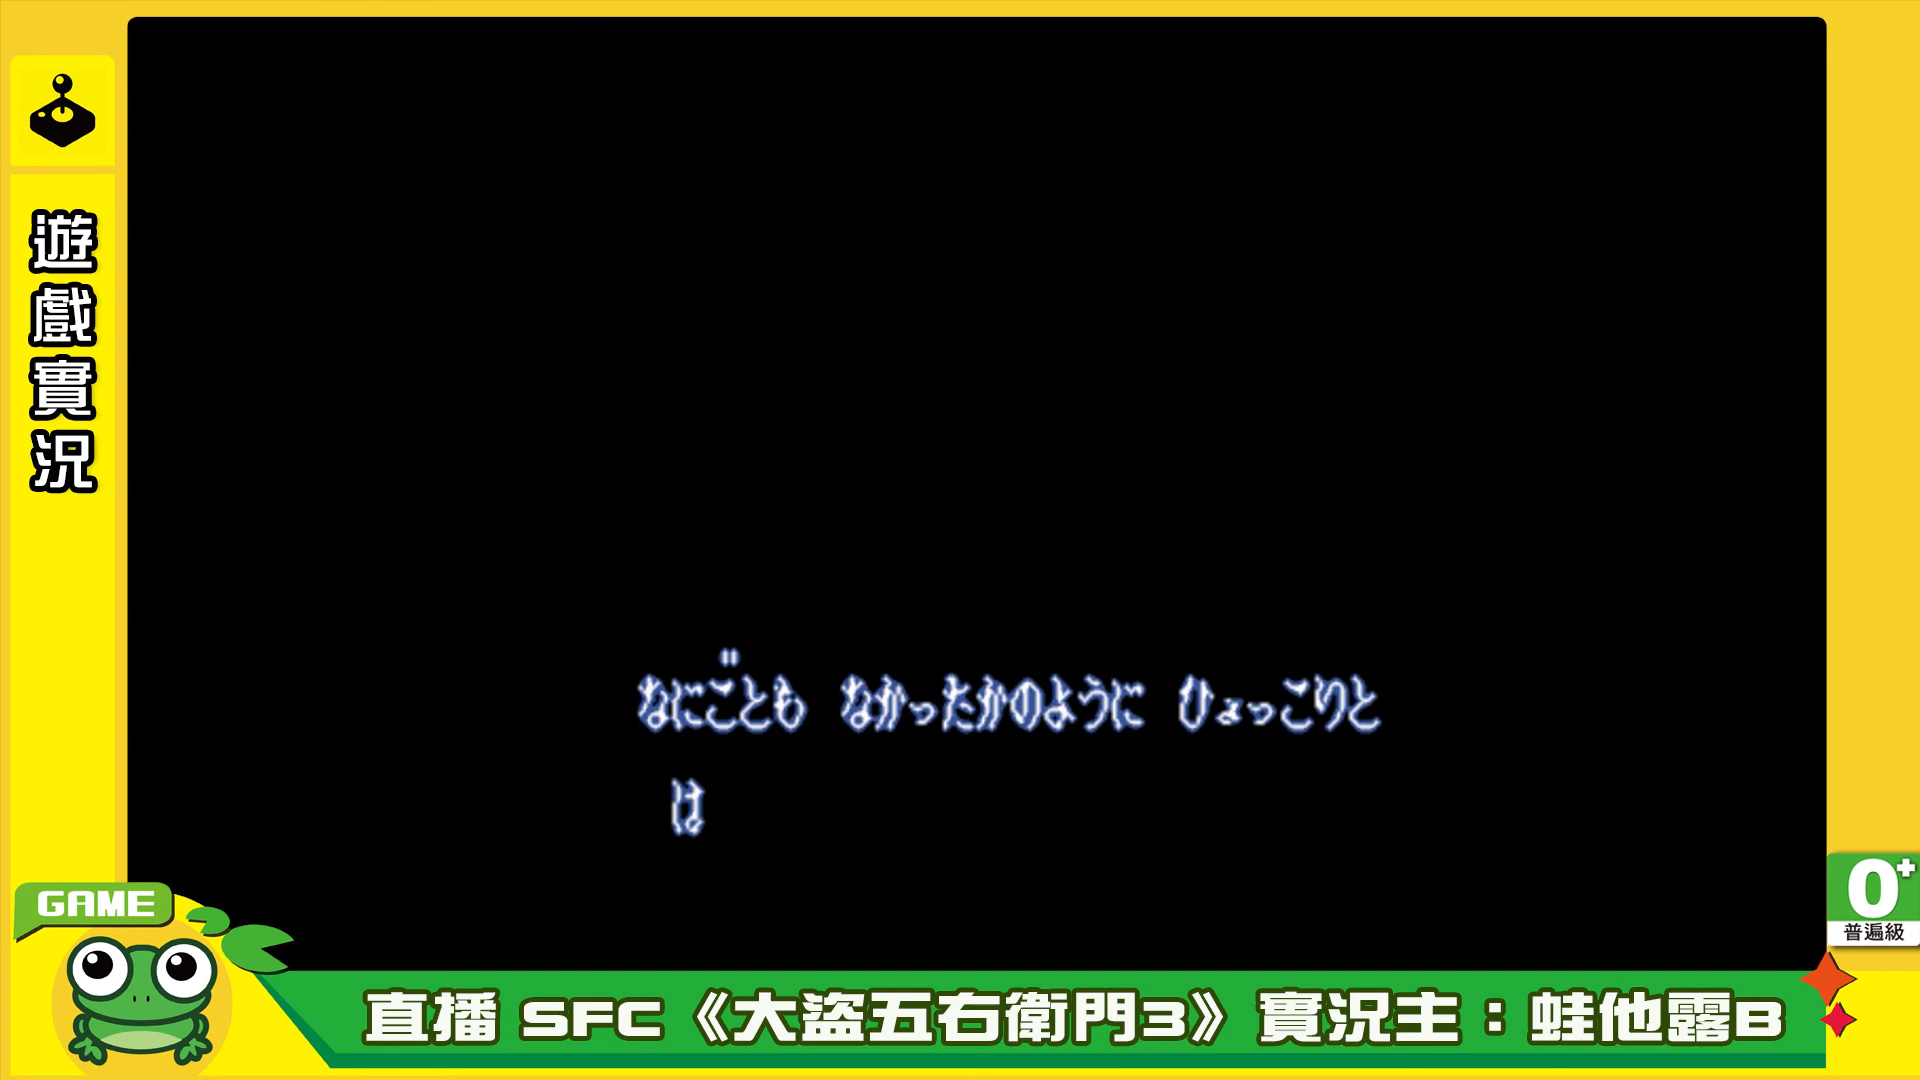 遊戲實況
なにごとも なかったかのように ひょっこりと
は
GAME
0+
普遍級
直播 SFC《大盜五右衛門3》實況主：蛙他露B